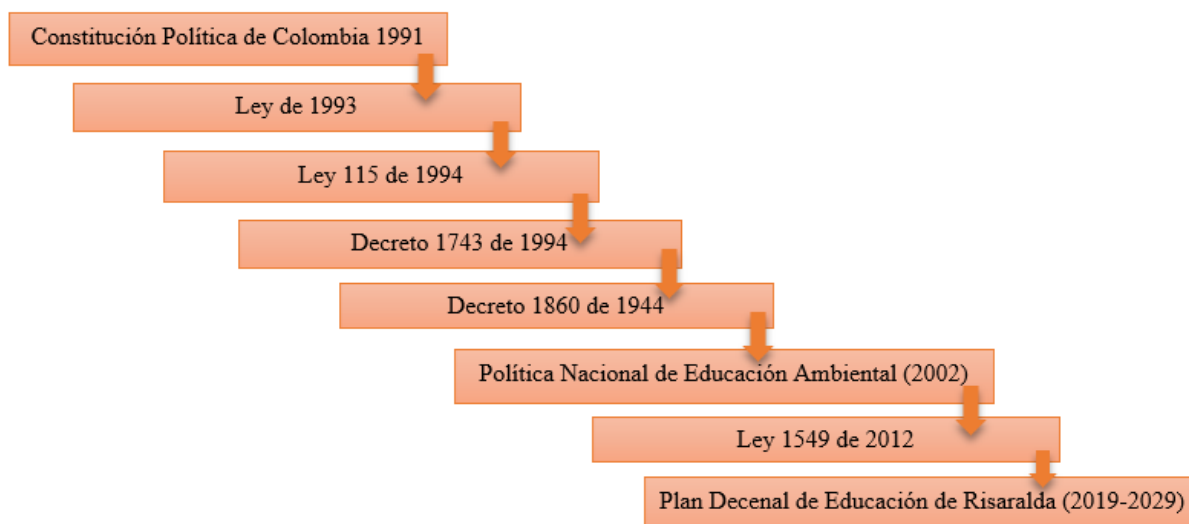 Constitución Política de Colombia 1991
Ley de 1993
Ley 115 de 1994
Decreto 1743 de 1994
Decreto 1860 de 1944
Política Nacional de Educación Ambiental (2002)
Ley 1549 de 2012
Plan Decenal de Educación de Risaralda (2019-2029)